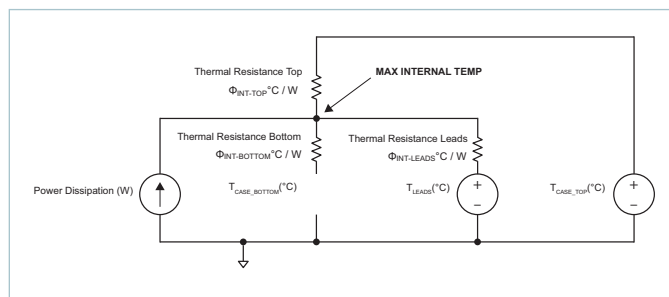 Thermal Resistance Top
ΦINT-TOP°C / W
MAX INTERNAL TEMP
Thermal Resistance Bottom
ΦINT-BOTTOM°C / W
Thermal Resistance Leads
ΦINT-LEADS°C / W
Power Dissipation (W)
TCASE_BOTTOM(°C)
TLEADS(°C)
TCASE_TOP(°C)
+
−
+
−